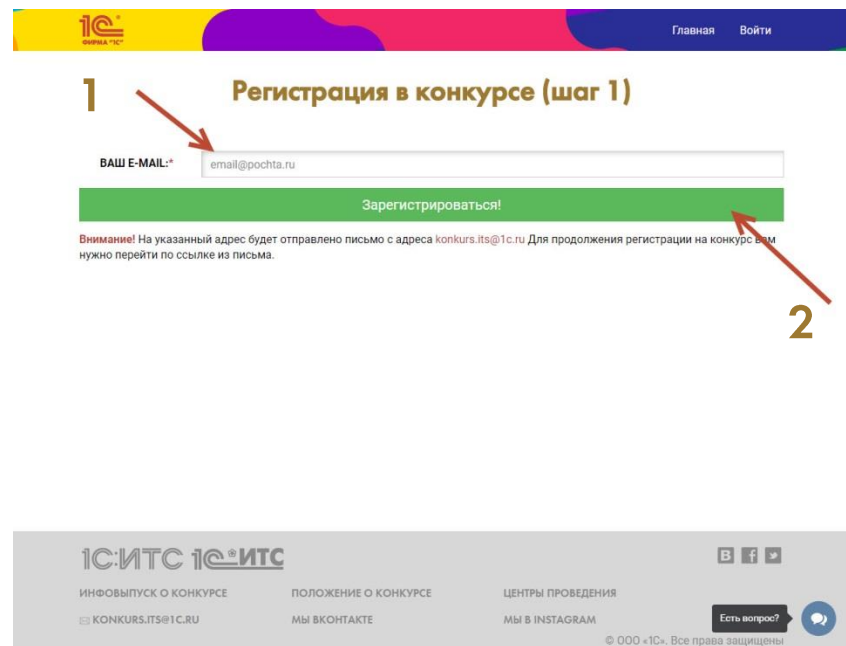 1С
ФИРМА "1С"
Главная Войти
1
Регистрация в конкурсе (шаг 1)
ВАШ E-MAIL:*
email@pochta.ru
Зарегистрироваться!
Внимание! На указанный адрес будет отправлено письмо с адреса konkurs.its@1c.ru Для продолжения регистрации на конкурс вам
нужно перейти по ссылке из письма.
2
1С:ИТС 1С®ИТС
ИНФОВЫПУСК О КОНКУРСЕ ПОЛОЖЕНИЕ О КОНКУРСЕ ЦЕНТРЫ ПРОВЕДЕНИЯ
KONKURS.ITS@1C.RU МЫ ВКОНТАКТЕ МЫ В INSTAGRAM
Есть вопрос?
© ООО «1С». Все права защищены